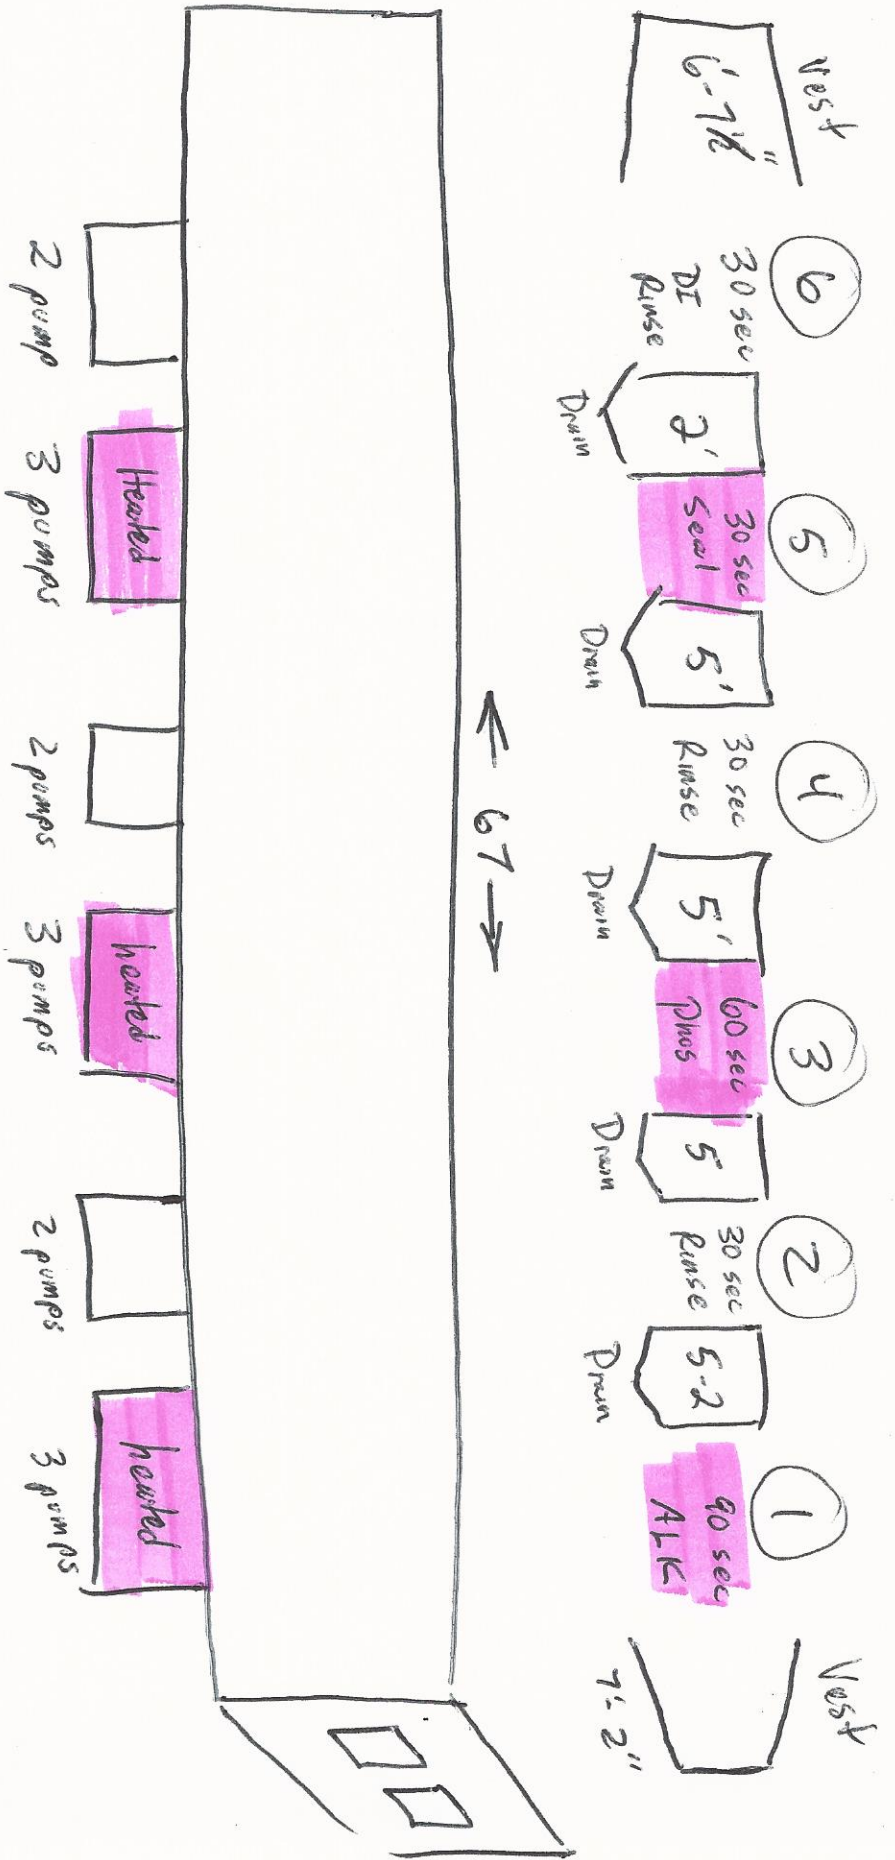 Vest
6'-7½"
6
30 sec
DI
Rinse
2'
Drain
5
30 sec
Seal
5'
Drain
4
30 sec
Rinse
5'
Drain
3
60 sec
Phos
5
Drain
2
30 sec
Rinse
5-2
Drain
1
90 sec
ALK
Vest
7'-2"
← 67 →
2 pump
Heated
3 pumps
2 pumps
heated
3 pumps
2 pumps
heated
3 pumps